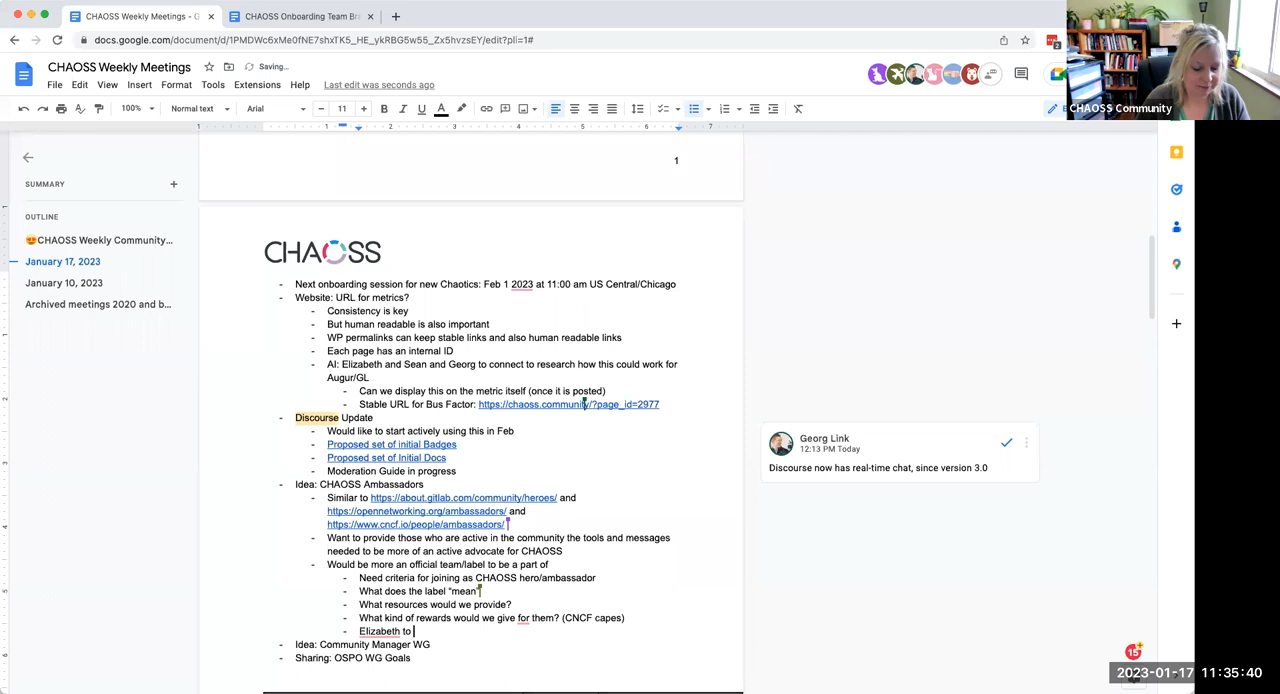 CHAOSS Weekly Meetings - G
CHAOSS Onboarding Team Bre
docs.google.com/document/d/1PMDWc6xMe0fNE7shxTK5_HE_ykRBG5w55_Zx5hvzsEY/edit?pli=1#
2
CHAOSS Weekly Meetings
Saving...
File Edit View Insert Format Tools Extensions Help Last edit was seconds ago
100% Normal text Arial 11
CHAOSS Community
1 1 2 3 4 5 6 7
1
SUMMARY
OUTLINE
😍CHAOSS Weekly Community...
January 17, 2023
January 10, 2023
Archived meetings 2020 and b...
CHAOSS
- Next onboarding session for new Chaotics: Feb 1 2023 at 11:00 am US Central/Chicago
- Website: URL for metrics?
- Consistency is key
- But human readable is also important
- WP permalinks can keep stable links and also human readable links
- Each page has an internal ID
- AI: Elizabeth and Sean and Georg to connect to research how this could work for
Augur/GL
- Can we display this on the metric itself (once it is posted)
- Stable URL for Bus Factor: https://chaoss.community/?page_id=2977
- Discourse Update
- Would like to start actively using this in Feb
- Proposed set of initial Badges
- Proposed set of Initial Docs
- Moderation Guide in progress
- Idea: CHAOSS Ambassadors
- Similar to https://about.gitlab.com/community/heroes/ and
https://opennetworking.org/ambassadors/ and
https://www.cncf.io/people/ambassadors/
- Want to provide those who are active in the community the tools and messages
needed to be more of an active advocate for CHAOSS
- Would be more an official team/label to be a part of
- Need criteria for joining as CHAOSS hero/ambassador
- What does the label “mean”
- What resources would we provide?
- What kind of rewards would we give for them? (CNCF capes)
- Elizabeth to
- Idea: Community Manager WG
- Sharing: OSPO WG Goals
Georg Link
12:13 PM Today
Discourse now has real-time chat, since version 3.0
15
2023-01-17 11:35:40